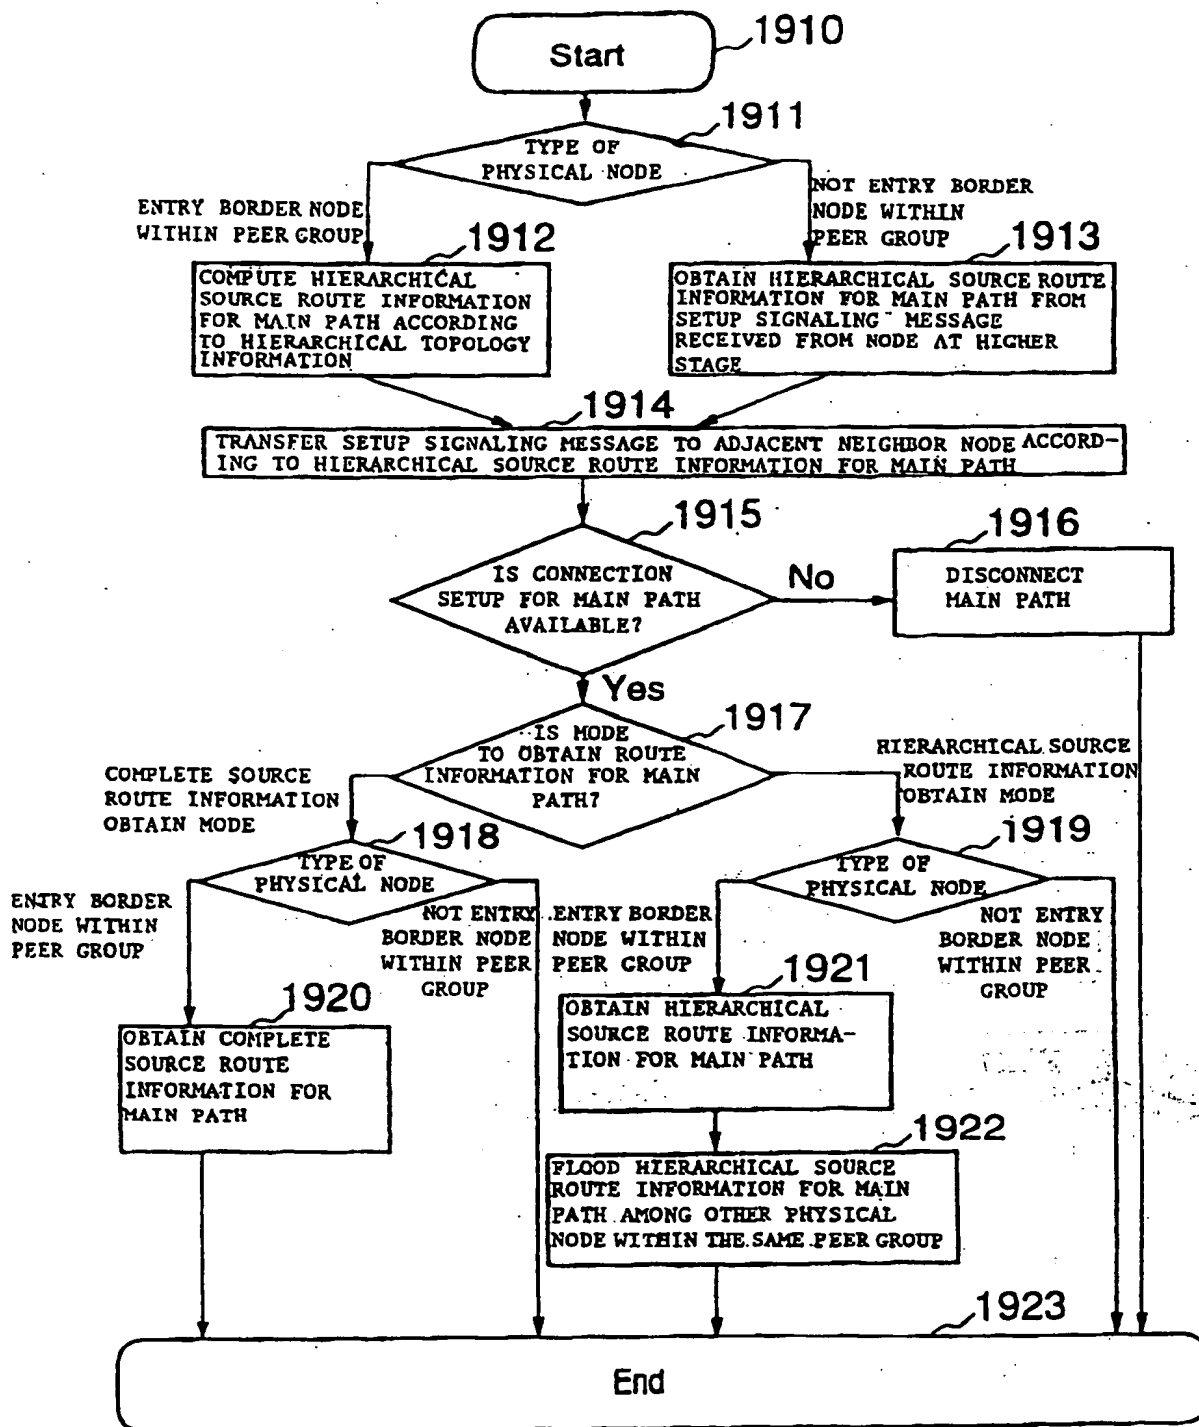 Start
1910
1911
TYPE OF
PHYSICAL NODE
ENTRY BORDER NODE
WITHIN PEER GROUP
NOT ENTRY BORDER
NODE WITHIN
PEER GROUP
1912
1913
COMPUTE HIERARCHICAL
SOURCE ROUTE INFORMATION
FOR MAIN PATH ACCORDING
TO HIERARCHICAL TOPOLOGY
INFORMATION
OBTAIN HIERARCHICAL SOURCE ROUTE
INFORMATION FOR MAIN PATH FROM
SETUP SIGNALING MESSAGE
RECEIVED FROM NODE AT HIGHER
STAGE
1914
TRANSFER SETUP SIGNALING MESSAGE TO ADJACENT NEIGHBOR NODE ACCORD-
ING TO HIERARCHICAL SOURCE ROUTE INFORMATION FOR MAIN PATH
1915
IS CONNECTION
SETUP FOR MAIN PATH
AVAILABLE?
No
1916
DISCONNECT
MAIN PATH
Yes
1917
IS MODE
TO OBTAIN ROUTE
INFORMATION FOR MAIN
PATH?
COMPLETE SOURCE
ROUTE INFORMATION
OBTAIN MODE
HIERARCHICAL SOURCE
ROUTE INFORMATION
OBTAIN MODE
1918
TYPE OF
PHYSICAL NODE
1919
TYPE OF
PHYSICAL NODE
ENTRY BORDER
NODE WITHIN
PEER GROUP
NOT ENTRY
BORDER NODE
WITHIN PEER
GROUP
ENTRY BORDER
NODE WITHIN
PEER GROUP
NOT ENTRY
BORDER NODE
WITHIN PEER
GROUP
1920
OBTAIN COMPLETE
SOURCE ROUTE
INFORMATION FOR
MAIN PATH
1921
OBTAIN HIERARCHICAL
SOURCE ROUTE INFORMA-
TION FOR MAIN PATH
1922
FLOOD HIERARCHICAL SOURCE
ROUTE INFORMATION FOR MAIN
PATH AMONG OTHER PHYSICAL
NODE WITHIN THE SAME PEER GROUP
1923
End